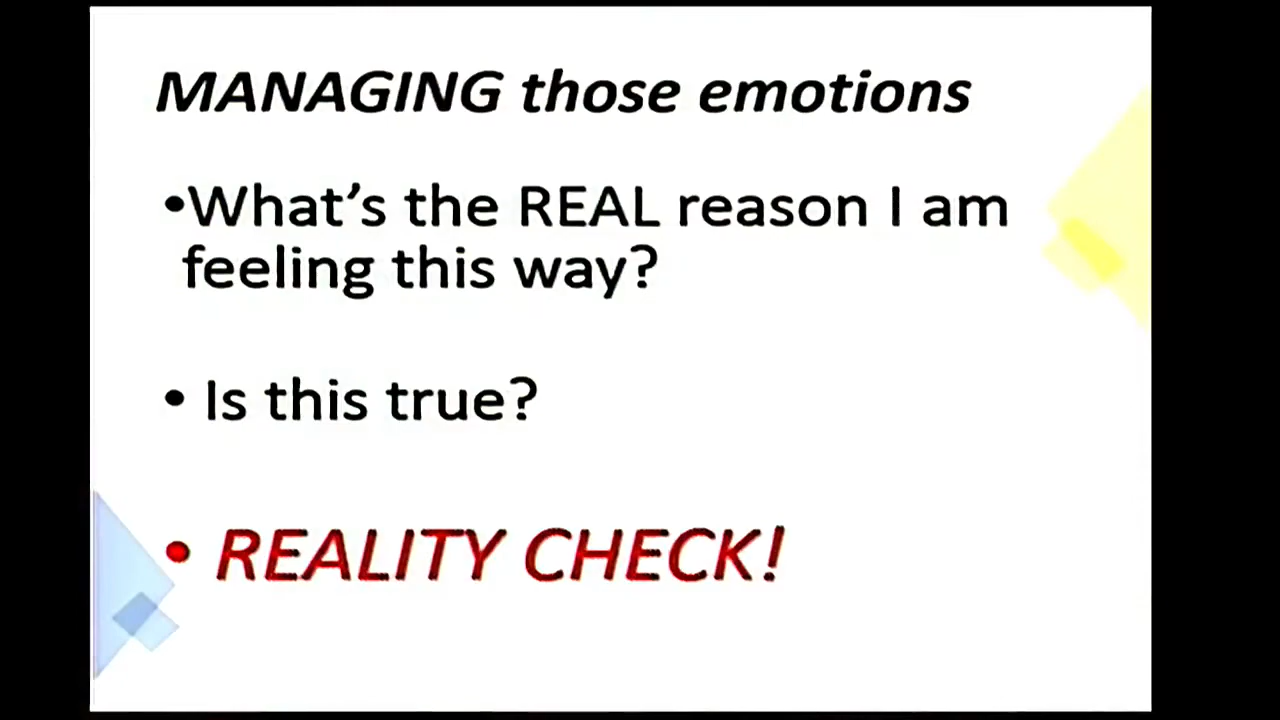 MANAGING those emotions
•What's the REAL reason I am
feeling this way?
• Is this true?
• REALITY CHECK!